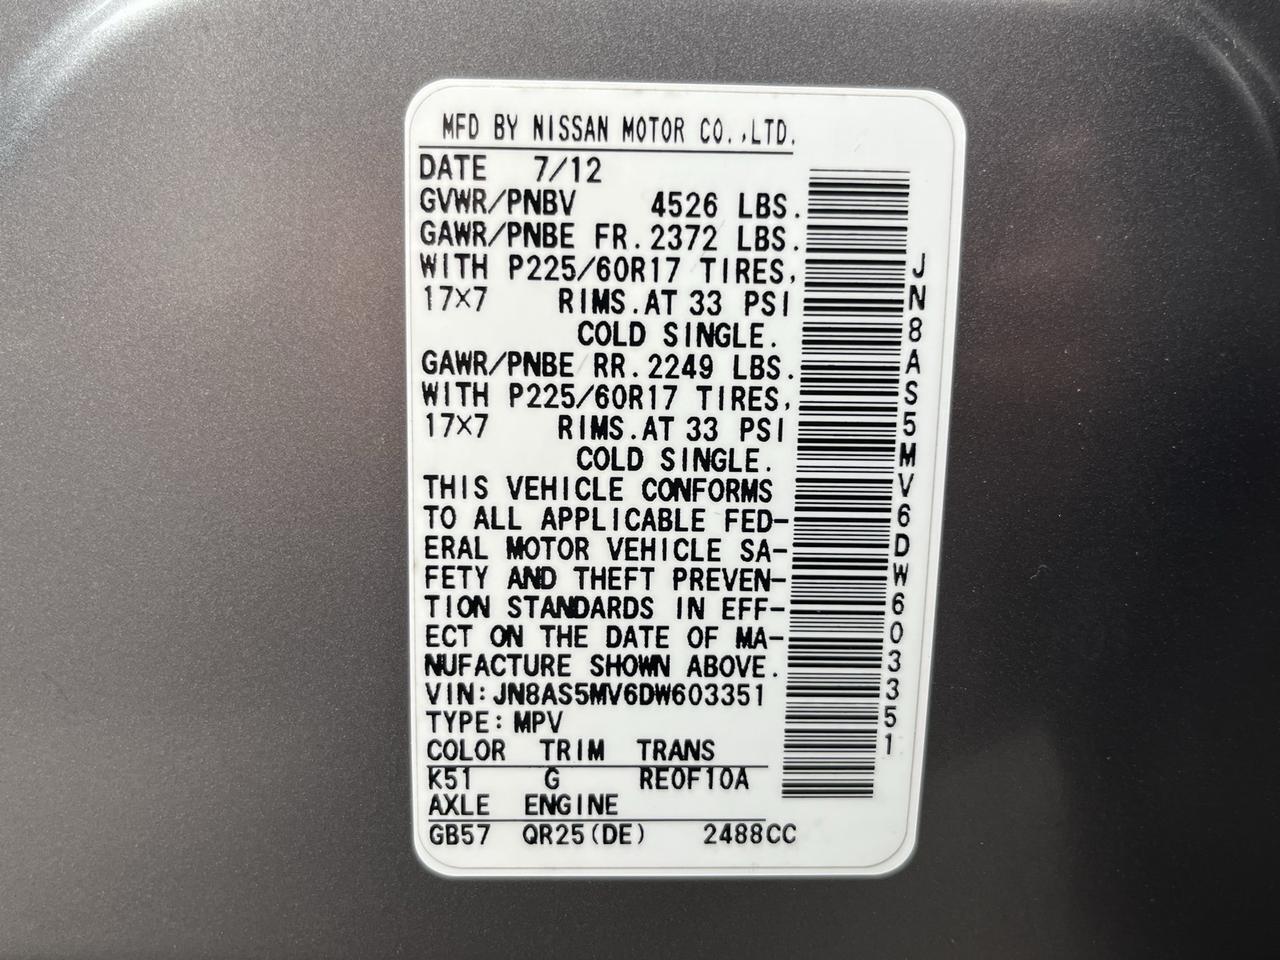 MFD BY NISSAN MOTOR CO.,LTD.
DATE 7/12
GVWR/PNBV 4526 LBS.
GAWR/PNBE FR.2372 LBS.
WITH P225/60R17 TIRES,
17×7 RIMS.AT 33 PSI
COLD SINGLE.
GAWR/PNBE RR.2249 LBS.
WITH P225/60R17 TIRES,
17×7 RIMS.AT 33 PSI
COLD SINGLE.
THIS VEHICLE CONFORMS
TO ALL APPLICABLE FED-
ERAL MOTOR VEHICLE SA-
FETY AND THEFT PREVEN-
TION STANDARDS IN EFF-
ECT ON THE DATE OF MA-
NUFACTURE SHOWN ABOVE.
VIN:JN8AS5MV6DW603351
TYPE:MPV
COLOR TRIM TRANS
K51 G RE0F10A
AXLE ENGINE
GB57 QR25(DE) 2488CC
JN8AS5MV6DW603351